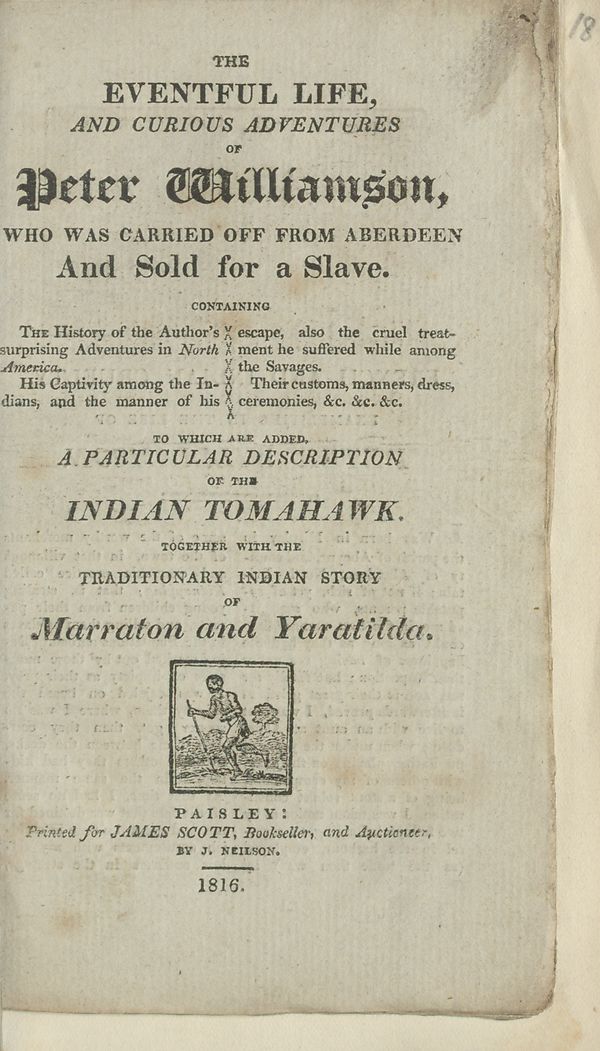 18
THE
EVENTFUL LIFE,
AND CURIOUS ADVENTURES
OF
Peter Williamson,
WHO WAS CARRIED OFF FROM ABERDEEN
And Sold for a Slave.
CONTAINING
THE History of the Author's
surprising Adventures in North
America.
His Captivity among the In-
dians, and the manner of his
escape, also the cruel treat-
ment he suffered while among
the Savages.
Their customs, manners, dress,
ceremonies, &c. &c. &c.
TO WHICH ARE ADDED,
A PARTICULAR DESCRIPTION
OF THE
INDIAN TOMAHAWK.
TOGETHER WITH THE
TRADITIONARY INDIAN STORY
OF
Marraton and Yaratilda.
PAISLEY:
Printed for JAMES SCOTT, Bookseller, and Auctioneer,
BY J. NEILSON.
1816.